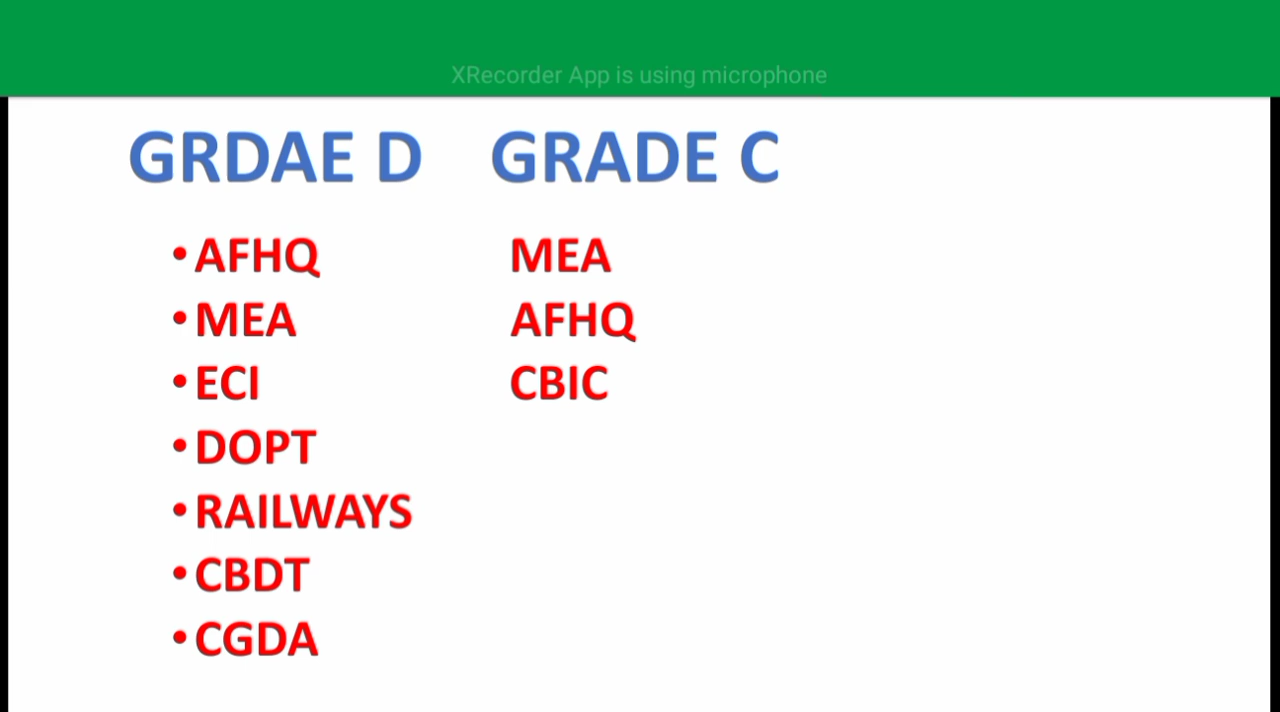 XRecorder App is using microphone
GRDAE D GRADE C
• AFHQ MEA
• MEA AFHQ
• ECI CBIC
• DOPT
• RAILWAYS
• CBDT
• CGDA